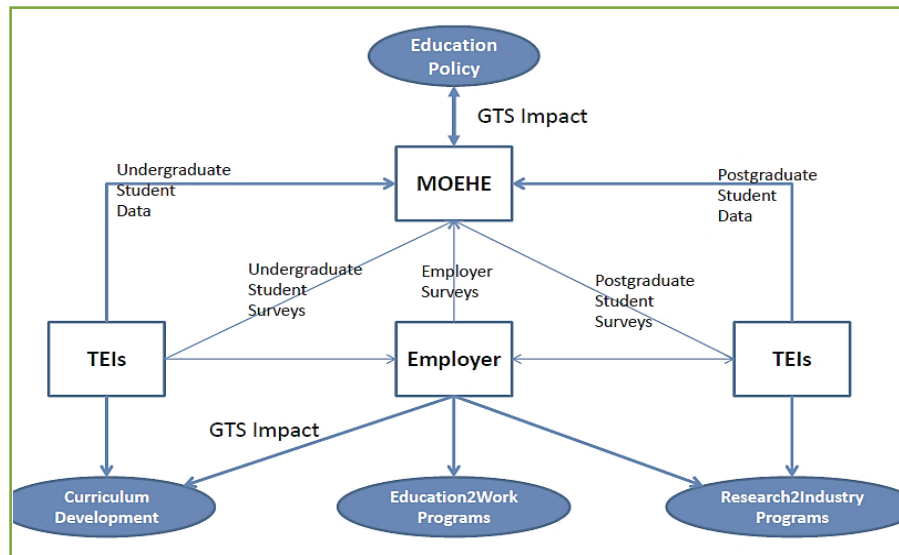 Education
Policy
GTS Impact
MOEHE
Undergraduate
Student
Data
Postgraduate
Student
Data
Undergraduate
Student
Surveys
Employer
Surveys
Postgraduate
Student
Surveys
TEIs
Employer
TEIs
GTS Impact
Curriculum
Development
Education2Work
Programs
Research2Industry
Programs